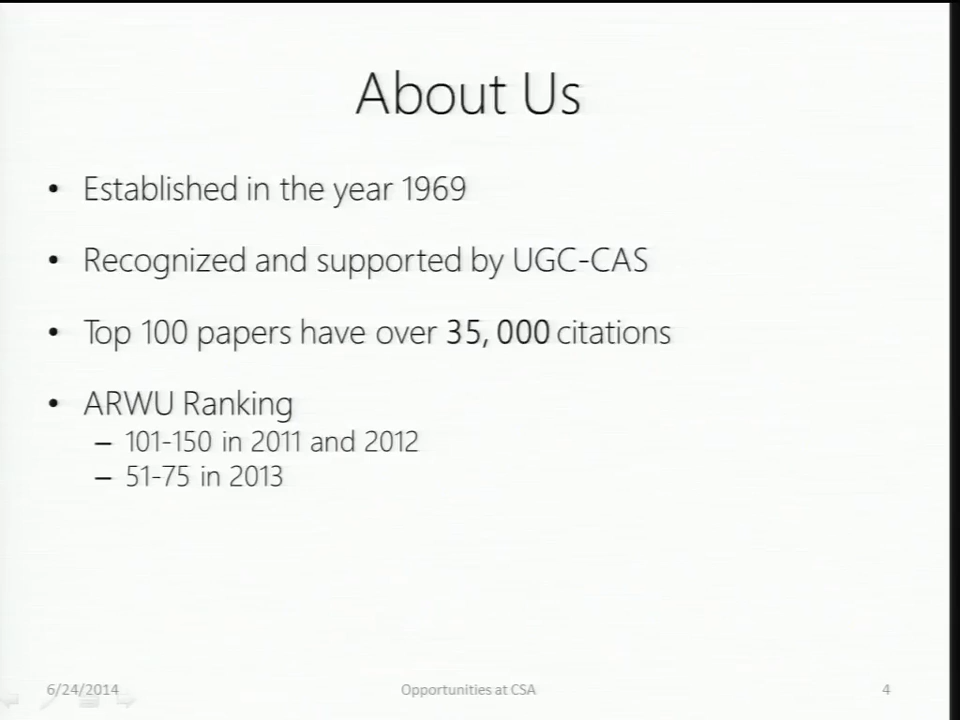 About Us
• Established in the year 1969
• Recognized and supported by UGC-CAS
• Top 100 papers have over 35, 000 citations
• ARWU Ranking
– 101-150 in 2011 and 2012
– 51-75 in 2013
6/24/2014 Opportunities at CSA 4